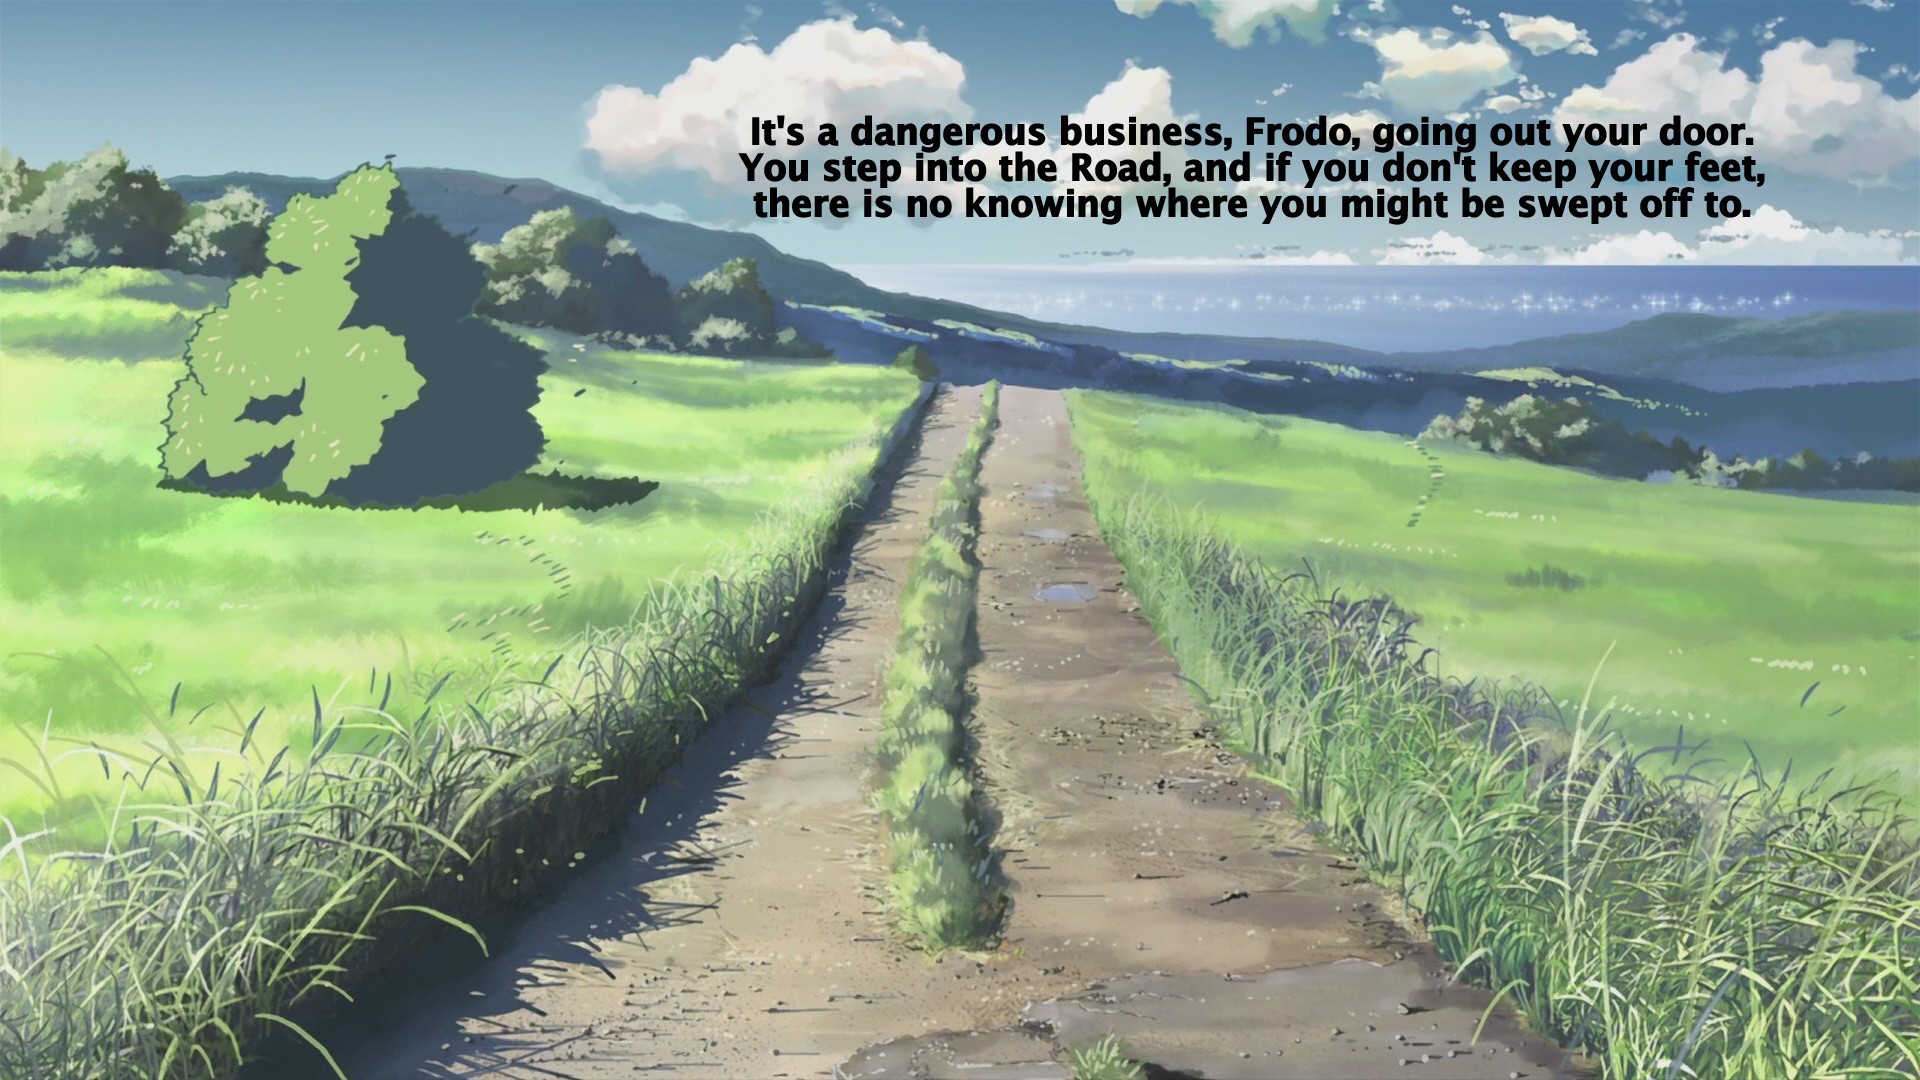 It's a dangerous business, Frodo, going out your door.
You step into the Road, and if you don't keep your feet,
there is no knowing where you might be swept off to.